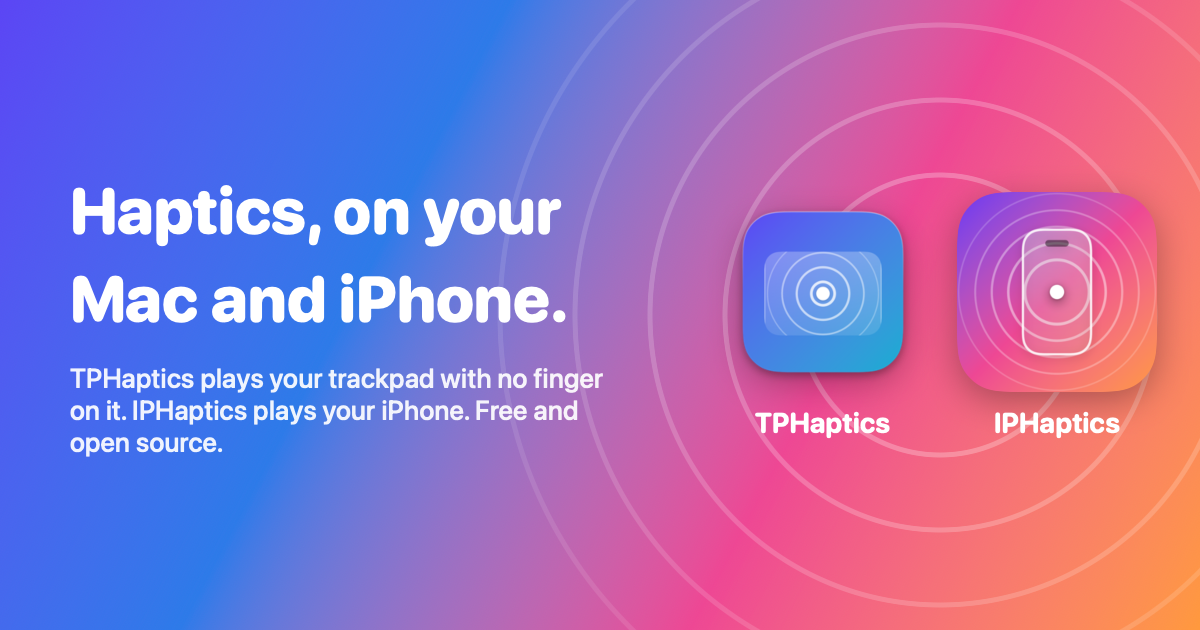 Haptics, on your
Mac and iPhone.
TPHaptics plays your trackpad with no finger
on it. IPHaptics plays your iPhone. Free and
open source.
TPHaptics
IPHaptics